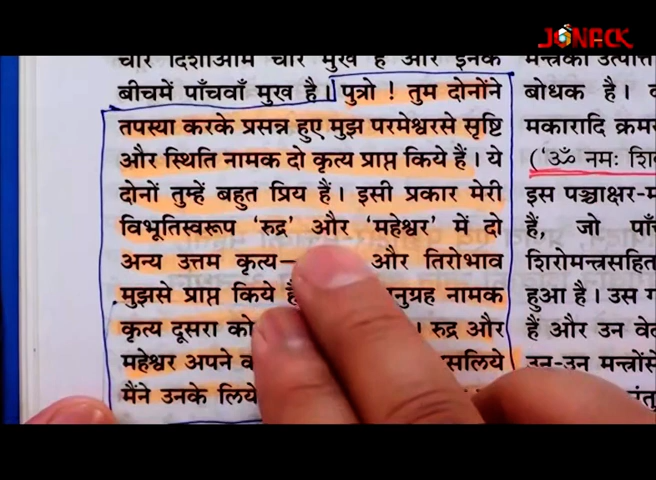 JONACK
चार दिशाओंमें चार मुख हैं और इनके
बीचमें पाँचवाँ मुख है। पुत्रो ! तुम दोनोंने
तपस्या करके प्रसन्न हुए मुझ परमेश्वरसे सृष्टि
और स्थिति नामक दो कृत्य प्राप्त किये हैं। ये
दोनों तुम्हें बहुत प्रिय हैं। इसी प्रकार मेरी
विभूतिस्वरूप ‘रुद्र’ और ‘महेश्वर’ में दो
अन्य उत्तम कृत्य— और तिरोभाव
मुझसे प्राप्त किये नुग्रह नामक
कृत्य दूसरा को । रुद्र और
महेश्वर अपने सलिये
मैंने उनके लिये
मन्त्रकी उत्पत्ति
बोधक है।
मकारादि क्रमस
(‘ॐ नमः शि
इस पञ्चाक्षर-म
हैं, जो पाँ
शिरोमन्त्रसहित
हुआ है। उस ग
हैं और उन वे
उन-उन मन्त्रोंसे